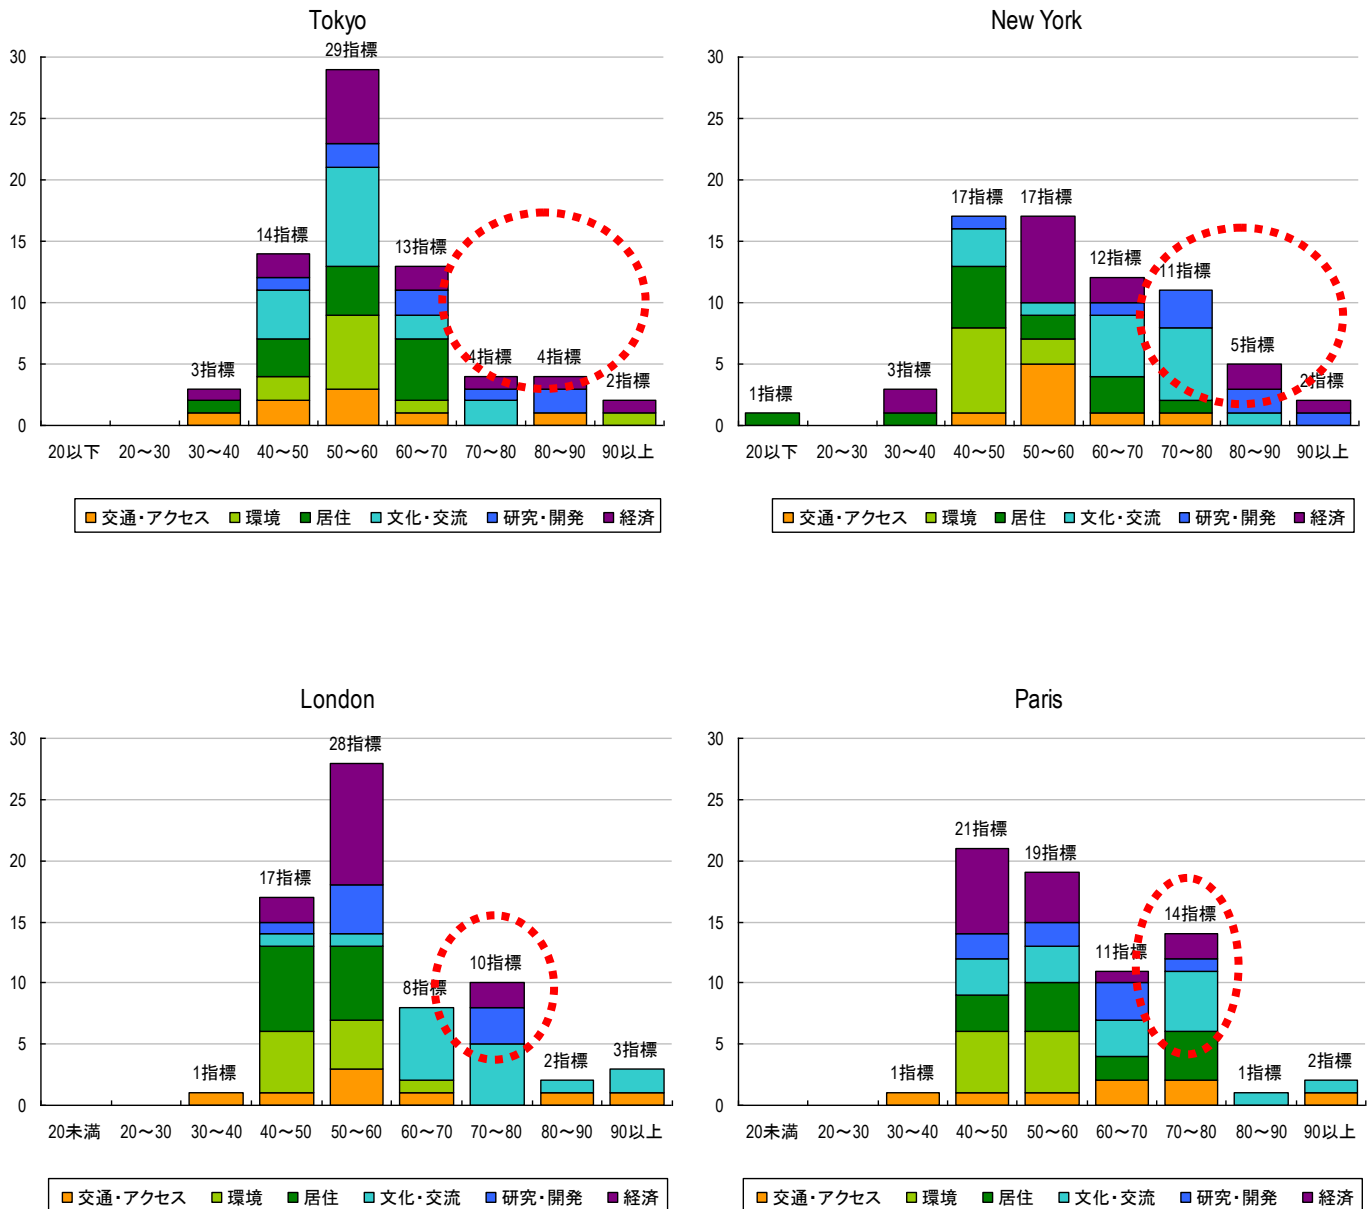 Tokyo
30
25
20
15
10
5
0
3指標
14指標
29指標
13指標
4指標
4指標
2指標
20以下 20～30 30～40 40～50 50～60 60～70 70～80 80～90 90以上
交通・アクセス 環境 居住 文化・交流 研究・開発 経済
New York
30
25
20
15
10
5
0
1指標
3指標
17指標
17指標
12指標
11指標
5指標
2指標
20以下 20～30 30～40 40～50 50～60 60～70 70～80 80～90 90以上
交通・アクセス 環境 居住 文化・交流 研究・開発 経済
London
30
25
20
15
10
5
0
1指標
17指標
28指標
8指標
10指標
2指標
3指標
20未満 20～30 30～40 40～50 50～60 60～70 70～80 80～90 90以上
交通・アクセス 環境 居住 文化・交流 研究・開発 経済
Paris
30
25
20
15
10
5
0
1指標
21指標
19指標
11指標
14指標
1指標
2指標
20未満 20～30 30～40 40～50 50～60 60～70 70～80 80～90 90以上
交通・アクセス 環境 居住 文化・交流 研究・開発 経済